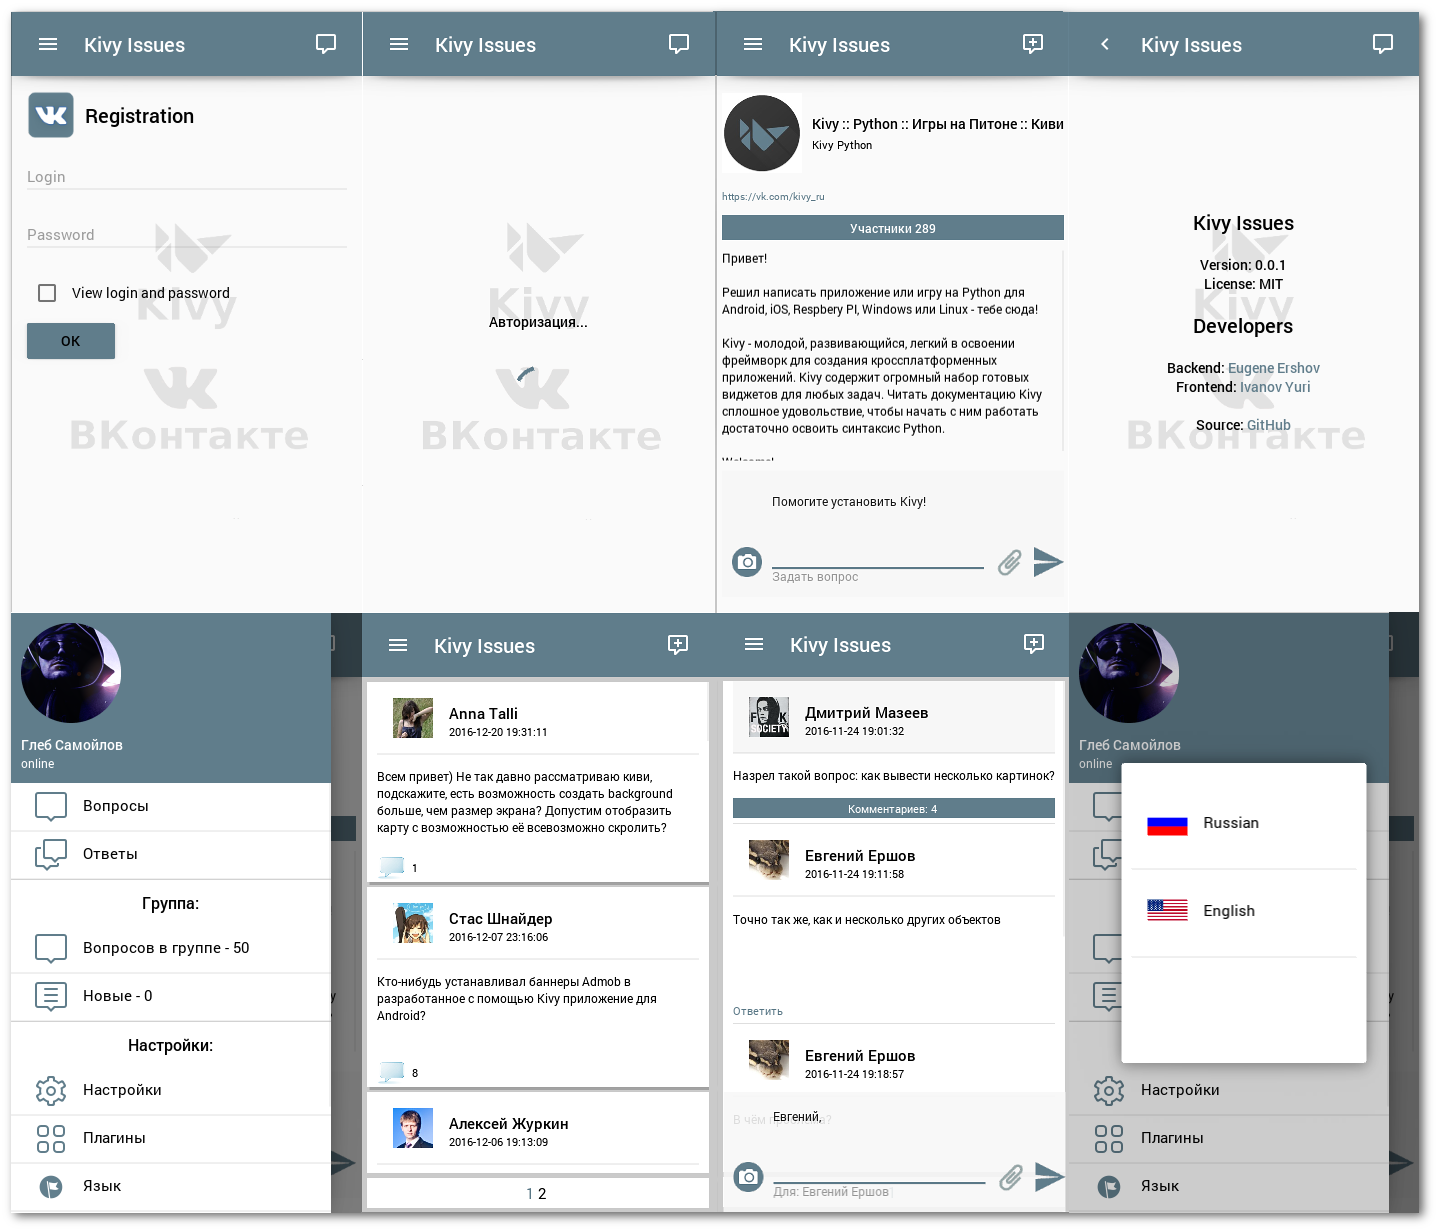 Kivy Issues
Registration
Login
Password
Kivy
View login and password
OK
ВКонтакте
Kivy Issues
Kivy
Авторизация...
ВКонтакте
Kivy Issues
Kivy :: Python :: Игры на Питоне :: Киви
Kivy Python
https://vk.com/kivy_ru
Участники 289
Привет!
Решил написать приложение или игру на Python для
Android, iOS, Respbery PI, Windows или Linux - тебе сюда!
Kivy - молодой, развивающийся, легкий в освоении
фреймворк для создания кроссплатформенных
приложений. Kivy содержит огромный набор готовых
виджетов для любых задач. Читать документацию Kivy
сплошное удовольствие, чтобы начать с ним работать
достаточно освоить синтаксис Python.
Welcome!
Помогите установить Kivy!
Задать вопрос
Kivy Issues
Kivy Issues
Version: 0.0.1
License: MIT
Kivy
Developers
Backend: Eugene Ershov
Frontend: Ivanov Yuri
Source: GitHub
ВКонтакте
Глеб Самойлов
online
Вопросы
Ответы
Группа:
Вопросов в группе - 50
Новые - 0
Настройки:
Настройки
Плагины
Язык
Kivy Issues
Anna Talli
2016-12-20 19:31:11
Всем привет) Не так давно рассматриваю киви,
подскажите, есть возможность создать background
больше, чем размер экрана? Допустим отобразить
карту с возможностью её всевозможно скролить?
1
Стас Шнайдер
2016-12-07 23:16:06
Кто-нибудь устанавливал баннеры Admob в
разработанное с помощью Kivy приложение для
Android?
8
Алексей Журкин
2016-12-06 19:13:09
1 2
Kivy Issues
SOCIETY
Дмитрий Мазеев
2016-11-24 19:01:32
Назрел такой вопрос: как вывести несколько картинок?
Комментариев: 4
Евгений Ершов
2016-11-24 19:11:58
Точно так же, как и несколько других объектов
Ответить
Евгений Ершов
2016-11-24 19:18:57
В чём
Евгений,
Для: Евгений Ершов
Глеб Самойлов
online
Russian
English
Настройки
Плагины
Язык